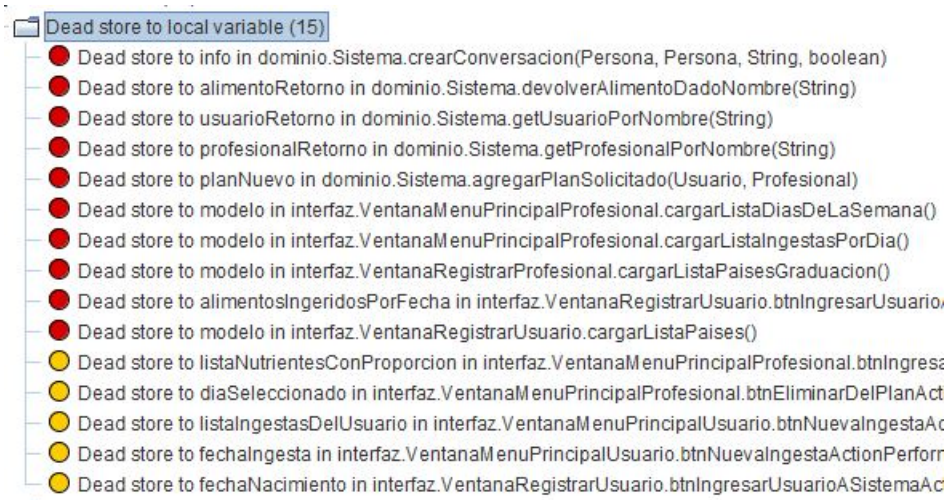 Dead store to local variable (15)
Dead store to info in dominio.Sistema.crearConversacion(Persona, Persona, String, boolean)
Dead store to alimentoRetorno in dominio.Sistema.devolverAlimentoDadoNombre(String)
Dead store to usuarioRetorno in dominio.Sistema.getUsuarioPorNombre(String)
Dead store to profesionalRetorno in dominio.Sistema.getProfesionalPorNombre(String)
Dead store to planNuevo in dominio.Sistema.agregarPlanSolicitado(Usuario, Profesional)
Dead store to modelo in interfaz.VentanaMenuPrincipalProfesional.cargarListaDiasDeLaSemana()
Dead store to modelo in interfaz.VentanaMenuPrincipalProfesional.cargarListaIngestasPorDia()
Dead store to modelo in interfaz.VentanaRegistrarProfesional.cargarListaPaisesGraduacion()
Dead store to alimentosIngeridosPorFecha in interfaz.VentanaRegistrarUsuario.btnIngresarUsuarioA
Dead store to modelo in interfaz.VentanaRegistrarUsuario.cargarListaPaises()
Dead store to listaNutrientesConProporcion in interfaz.VentanaMenuPrincipalProfesional.btnIngresa
Dead store to diaSeleccionado in interfaz.VentanaMenuPrincipalProfesional.btnEliminarDelPlanActi
Dead store to listaIngestasDelUsuario in interfaz.VentanaMenuPrincipalUsuario.btnNuevaIngestaAc
Dead store to fechaIngesta in interfaz.VentanaMenuPrincipalUsuario.btnNuevaIngestaActionPerforn
Dead store to fechaNacimiento in interfaz.VentanaRegistrarUsuario.btnIngresarUsuarioASistemaAc